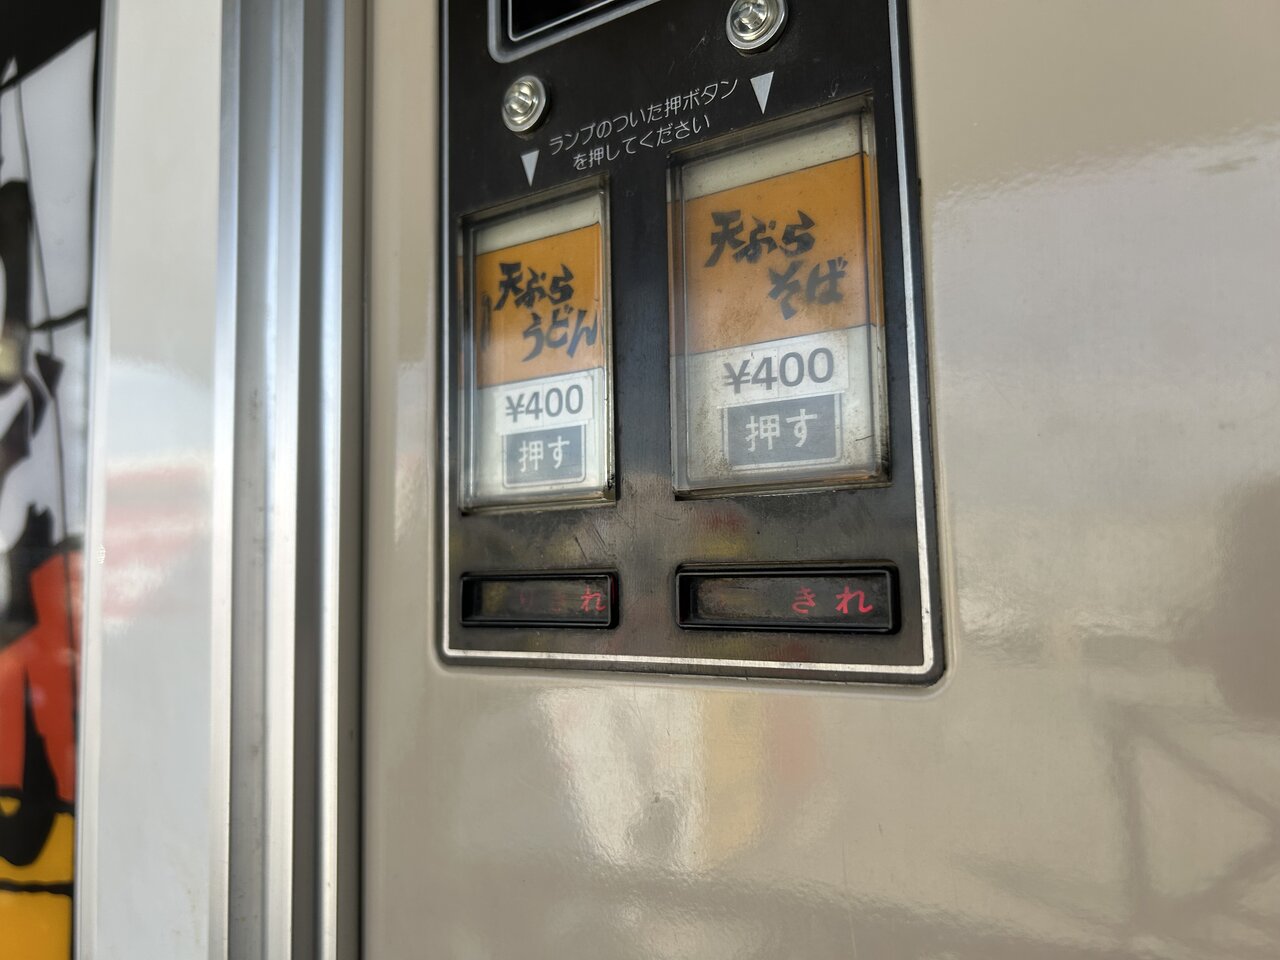 ランプのついた押ボタン
を押してください
天ぷら
うどん
¥400
押す
天ぷら
そば
¥400
押す
りきれ
きれ